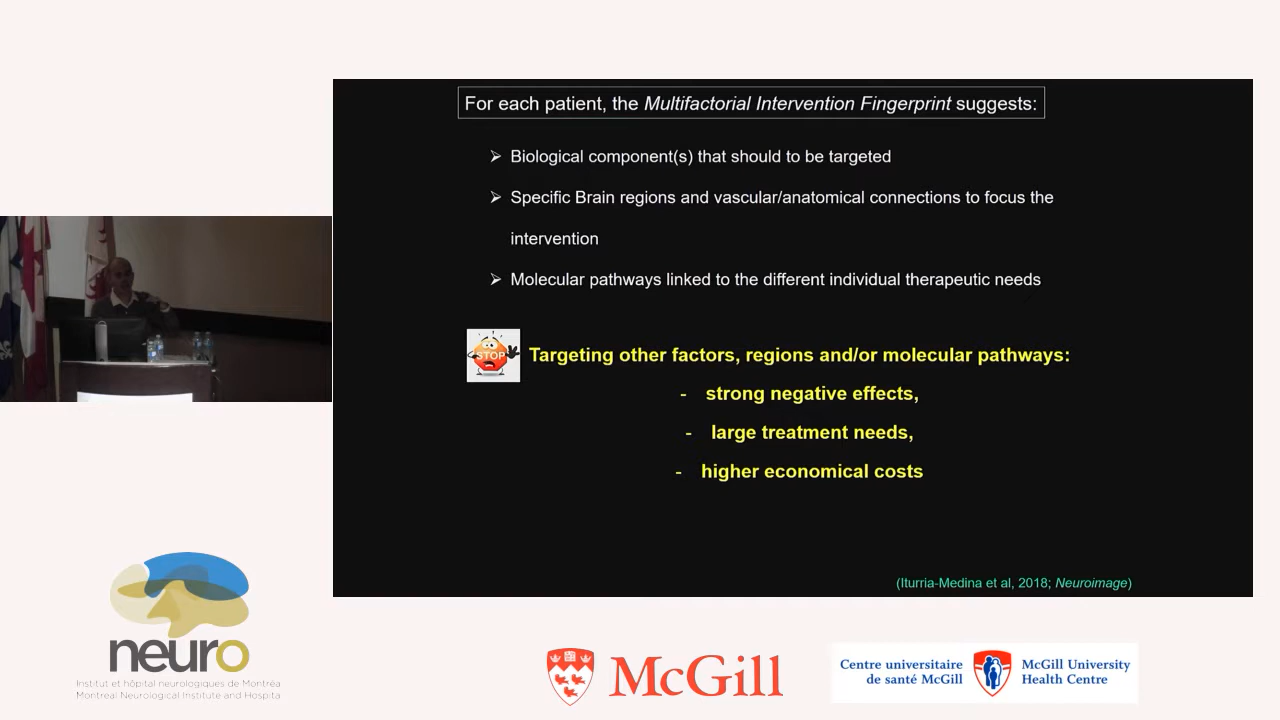 For each patient, the Multifactorial Intervention Fingerprint suggests:
➢ Biological component(s) that should to be targeted
➢ Specific Brain regions and vascular/anatomical connections to focus the
intervention
➢ Molecular pathways linked to the different individual therapeutic needs
STOP
Targeting other factors, regions and/or molecular pathways:
- strong negative effects,
- large treatment needs,
- higher economical costs
(Iturria-Medina et al, 2018; Neuroimage)
neuro
Institut et hôpital neurologiques de Montréa
Montreal Neurological Institute and Hospita
McGill
Centre universitaire
de santé McGill
McGill University
Health Centre